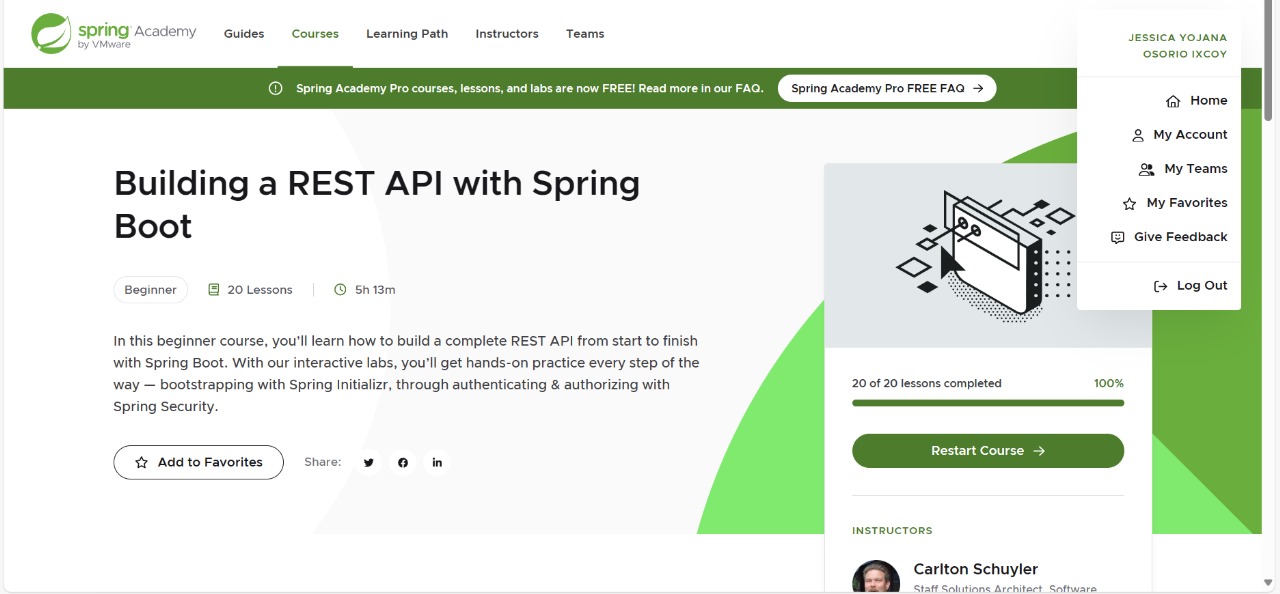 spring Academy
by VMware
Guides
Courses
Learning Path
Instructors
Teams
JESSICA YOJANA
OSORIO IXCOY
Home
My Account
My Teams
My Favorites
Give Feedback
Log Out
Spring Academy Pro courses, lessons, and labs are now FREE! Read more in our FAQ.
Spring Academy Pro FREE FAQ
Building a REST API with Spring
Boot
Beginner
20 Lessons
5h 13m
In this beginner course, you’ll learn how to build a complete REST API from start to finish
with Spring Boot. With our interactive labs, you’ll get hands-on practice every step of the
way — bootstrapping with Spring Initializr, through authenticating & authorizing with
Spring Security.
Add to Favorites
Share:
20 of 20 lessons completed
100%
Restart Course
INSTRUCTORS
Carlton Schuyler
Staff Solutions Architect, Software